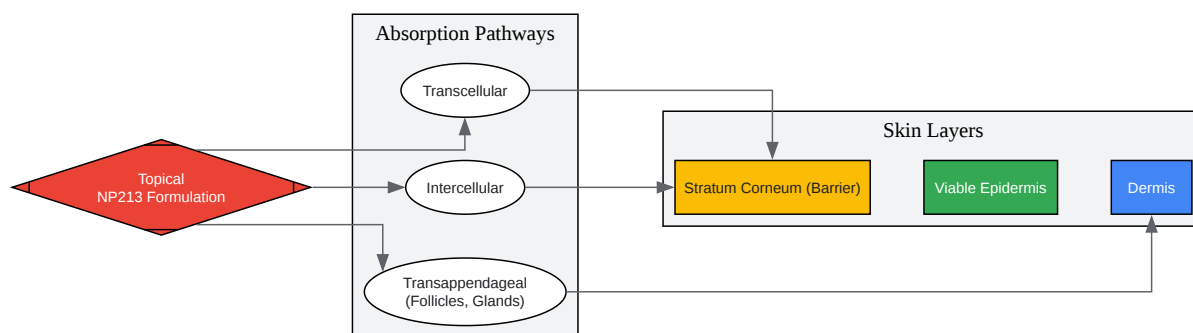 Absorption Pathways
Transcellular
Topical
NP213 Formulation
Intercellular
Transappendageal
(Follicles, Glands)
Skin Layers
Stratum Corneum (Barrier)
Viable Epidermis
Dermis